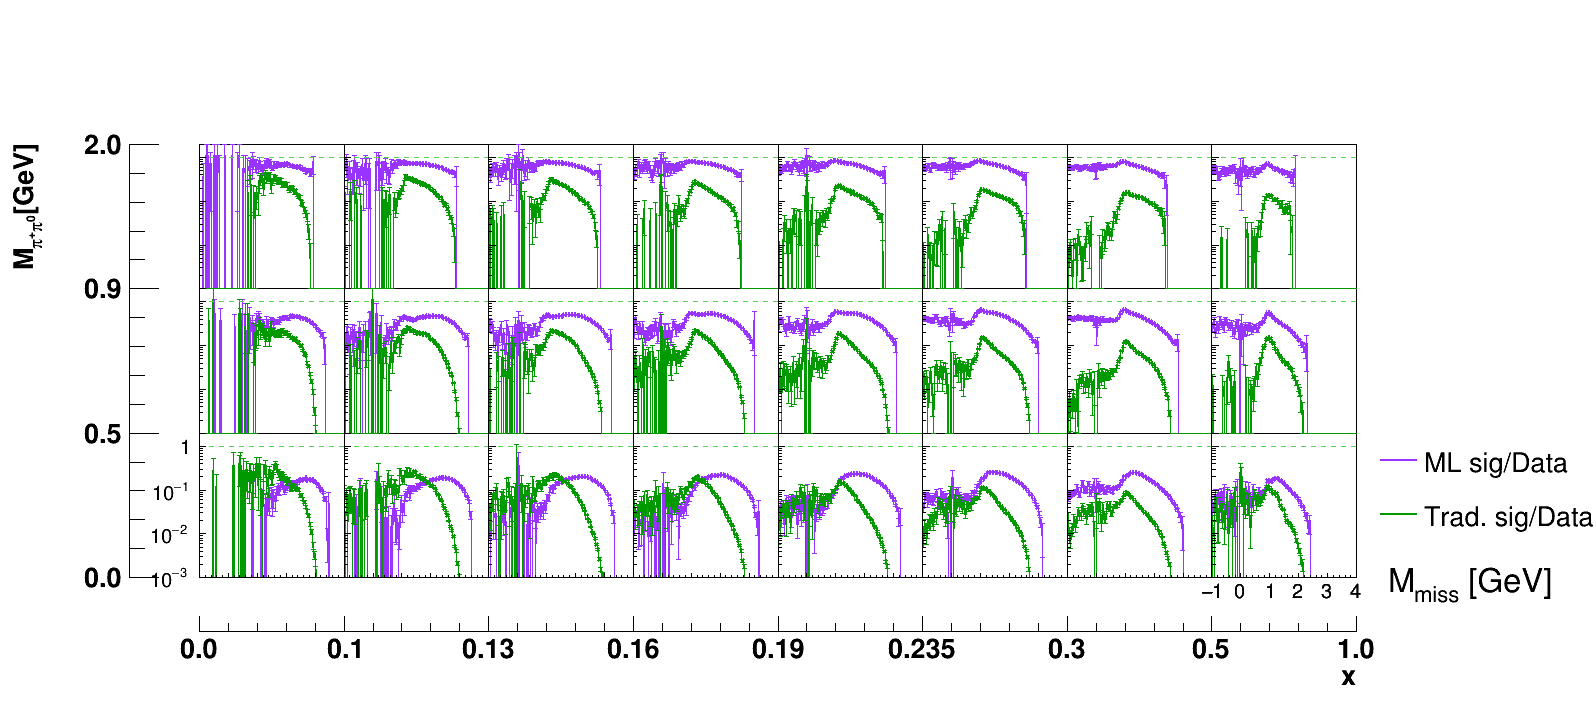 M_{π⁺π⁰}[GeV]
2.0
0.9
0.5
0.0
1
10⁻¹
10⁻²
10⁻³
ML sig/Data
Trad. sig/Data
−1 0 1 2 3 4
M_{miss} [GeV]
0.0 0.1 0.13 0.16 0.19 0.235 0.3 0.5 1.0
x